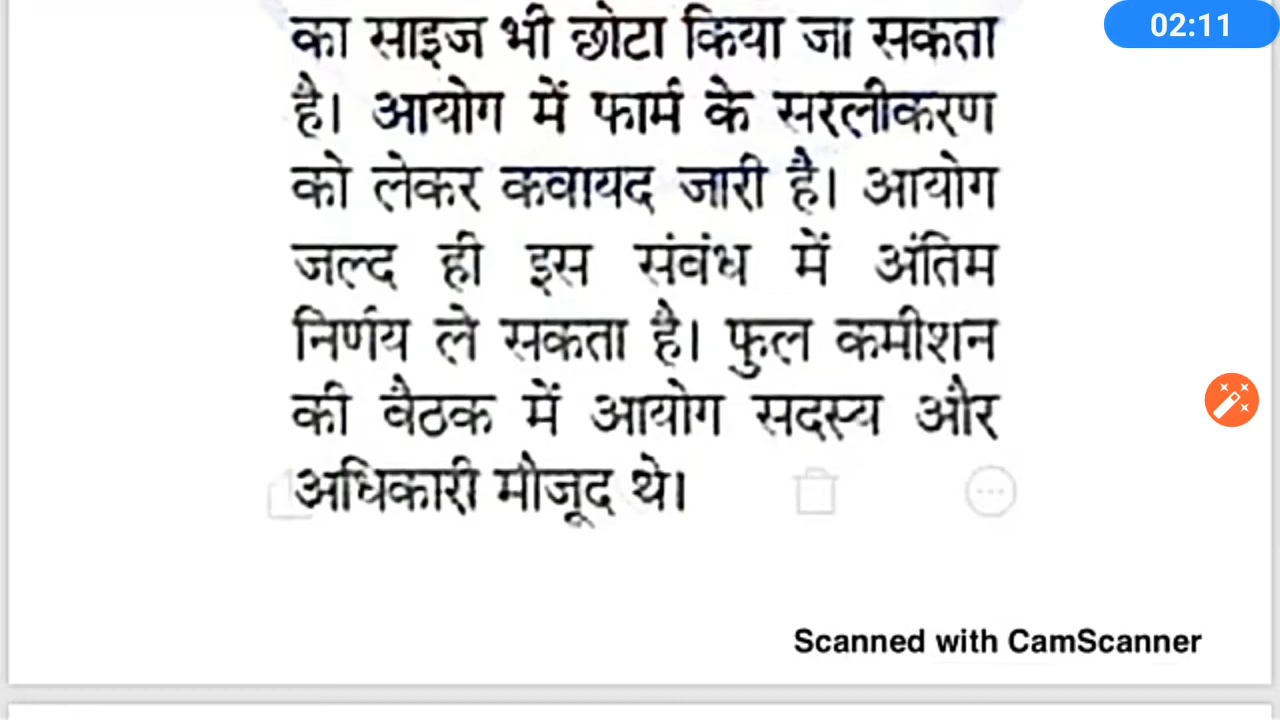 का साइज भी छोटा किया जा सकता
02:11
है। आयोग में फार्म के सरलीकरण
को लेकर कवायद जारी है। आयोग
जल्द ही इस संवंध में अंतिम
निर्णय ले सकता है। फुल कमीशन
की वैठक में आयोग सदस्य और
अधिकारी मौजूद थे।
Scanned with CamScanner